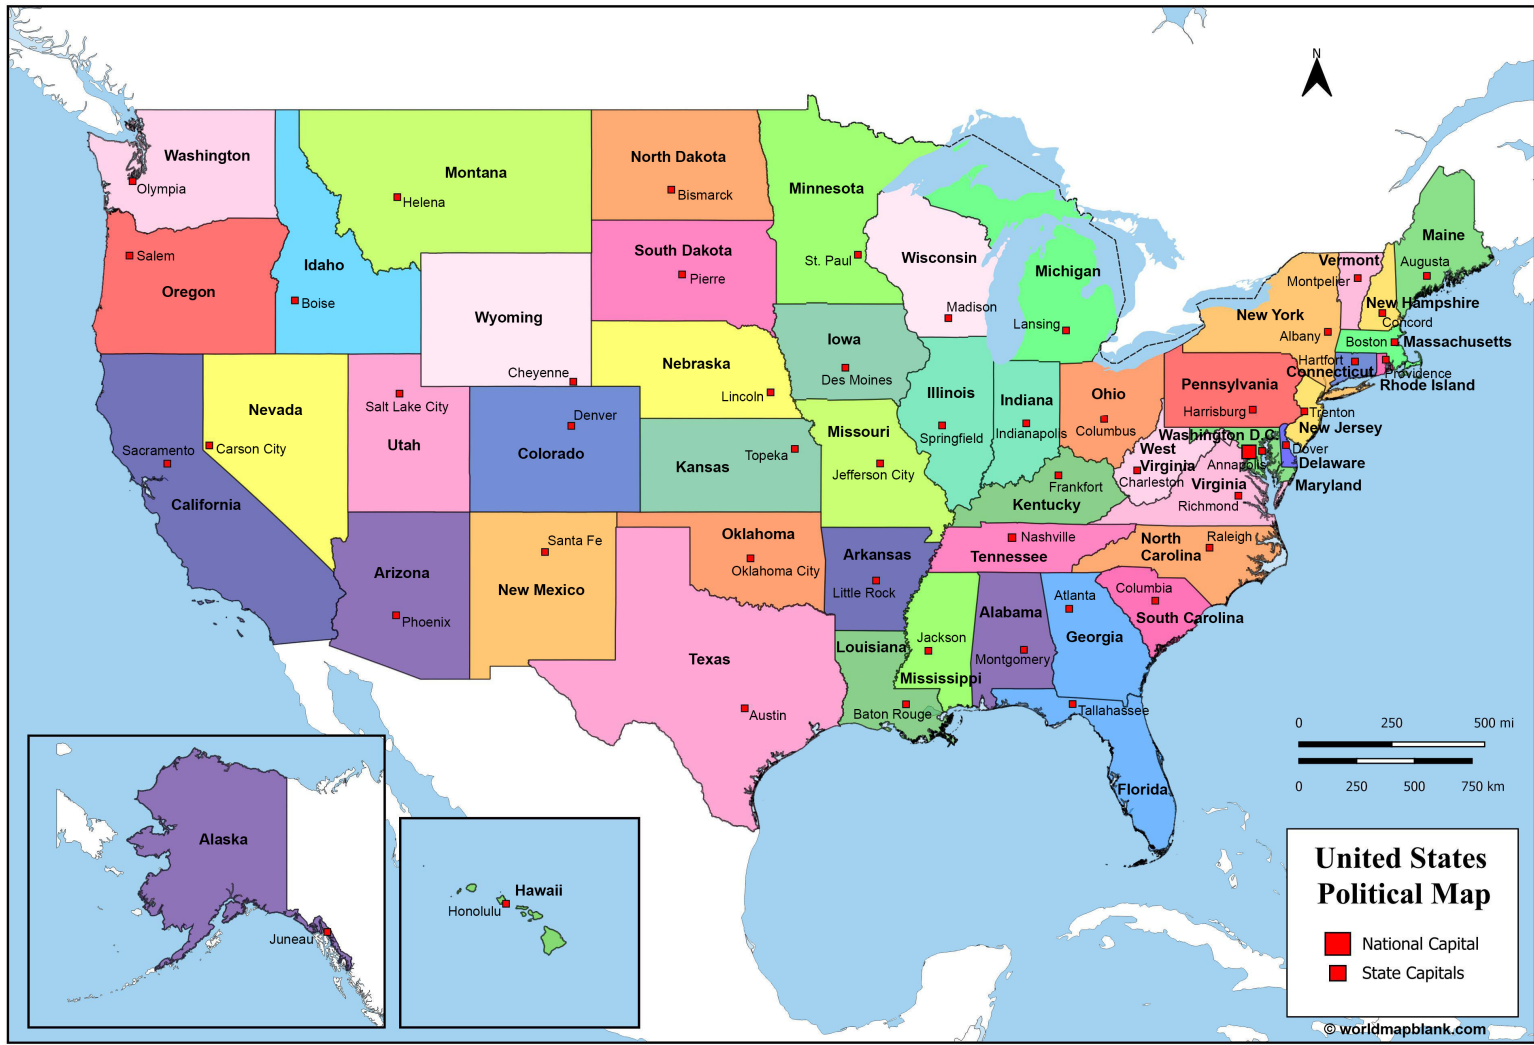 N
Washington
Olympia
Montana
Helena
North Dakota
Bismarck
Minnesota
St. Paul
Oregon
Salem
Idaho
Boise
South Dakota
Pierre
Wisconsin
Madison
Michigan
Lansing
Maine
Augusta
Vermont
Montpelier
New Hampshire
Concord
New York
Albany
Boston
Massachusetts
Hartfort
Connecticut
Providence
Rhode Island
Wyoming
Cheyenne
Nebraska
Lincoln
Iowa
Des Moines
Illinois
Springfield
Indiana
Indianapolis
Ohio
Columbus
Pennsylvania
Harrisburg
Trenton
New Jersey
Washington D.C.
Dover
Delaware
Annapolis
Maryland
West
Virginia
Charleston
Virginia
Richmond
Nevada
Carson City
Sacramento
California
Salt Lake City
Utah
Denver
Colorado
Kansas
Topeka
Missouri
Jefferson City
Frankfort
Kentucky
Nashville
Tennessee
North
Carolina
Raleigh
Arizona
Phoenix
Santa Fe
New Mexico
Oklahoma
Oklahoma City
Arkansas
Little Rock
Texas
Austin
Louisiana
Baton Rouge
Jackson
Mississippi
Alabama
Montgomery
Atlanta
Georgia
Columbia
South Carolina
Tallahassee
Florida
Alaska
Juneau
Hawaii
Honolulu
0 250 500 mi
0 250 500 750 km
United States
Political Map
National Capital
State Capitals
© worldmapblank.com